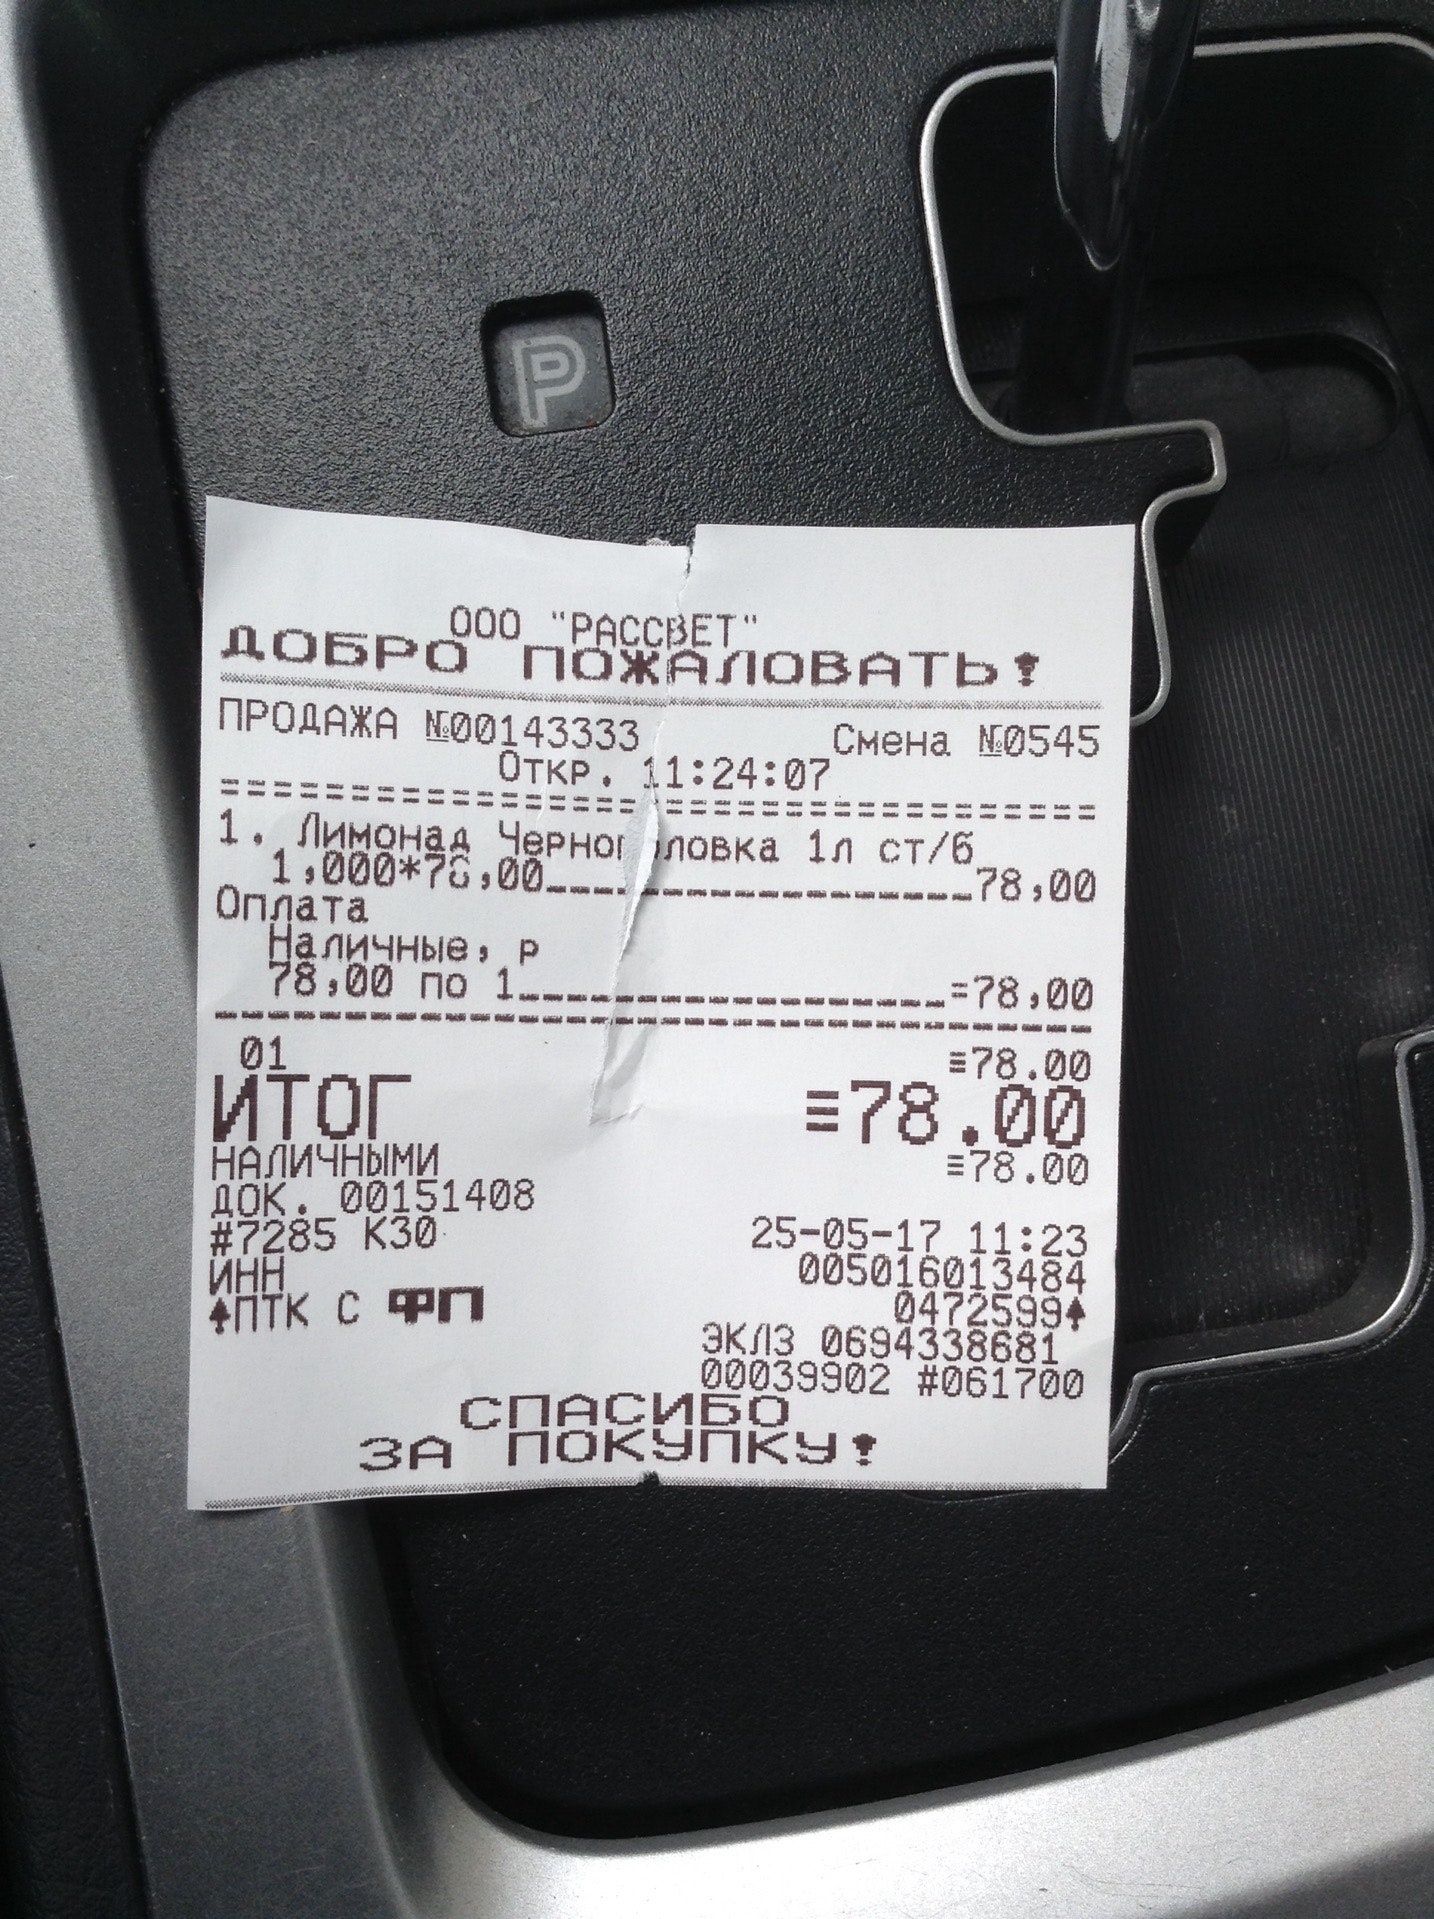 P
ООО "РАССВЕТ"
ДОБРО ПОЖАЛОВАТЬ!
ПРОДАЖА №00143333 Смена №0545
Откр. 11:24:07
==================================
1. Лимонад Черноголовка 1л ст/б
1,000*78,00_________________78,00
Оплата
Наличные, р
78,00 по 1_________________=78,00
----------------------------------
01 ≡78.00
ИТОГ ≡78.00
НАЛИЧНЫМИ ≡78.00
ДОК. 00151408
#7285 К30 25-05-17 11:23
ИНН 005016013484
ПТК С ФП 0472599
ЭКЛЗ 0694338681
00039902 #061700
СПАСИБО
ЗА ПОКУПКУ!